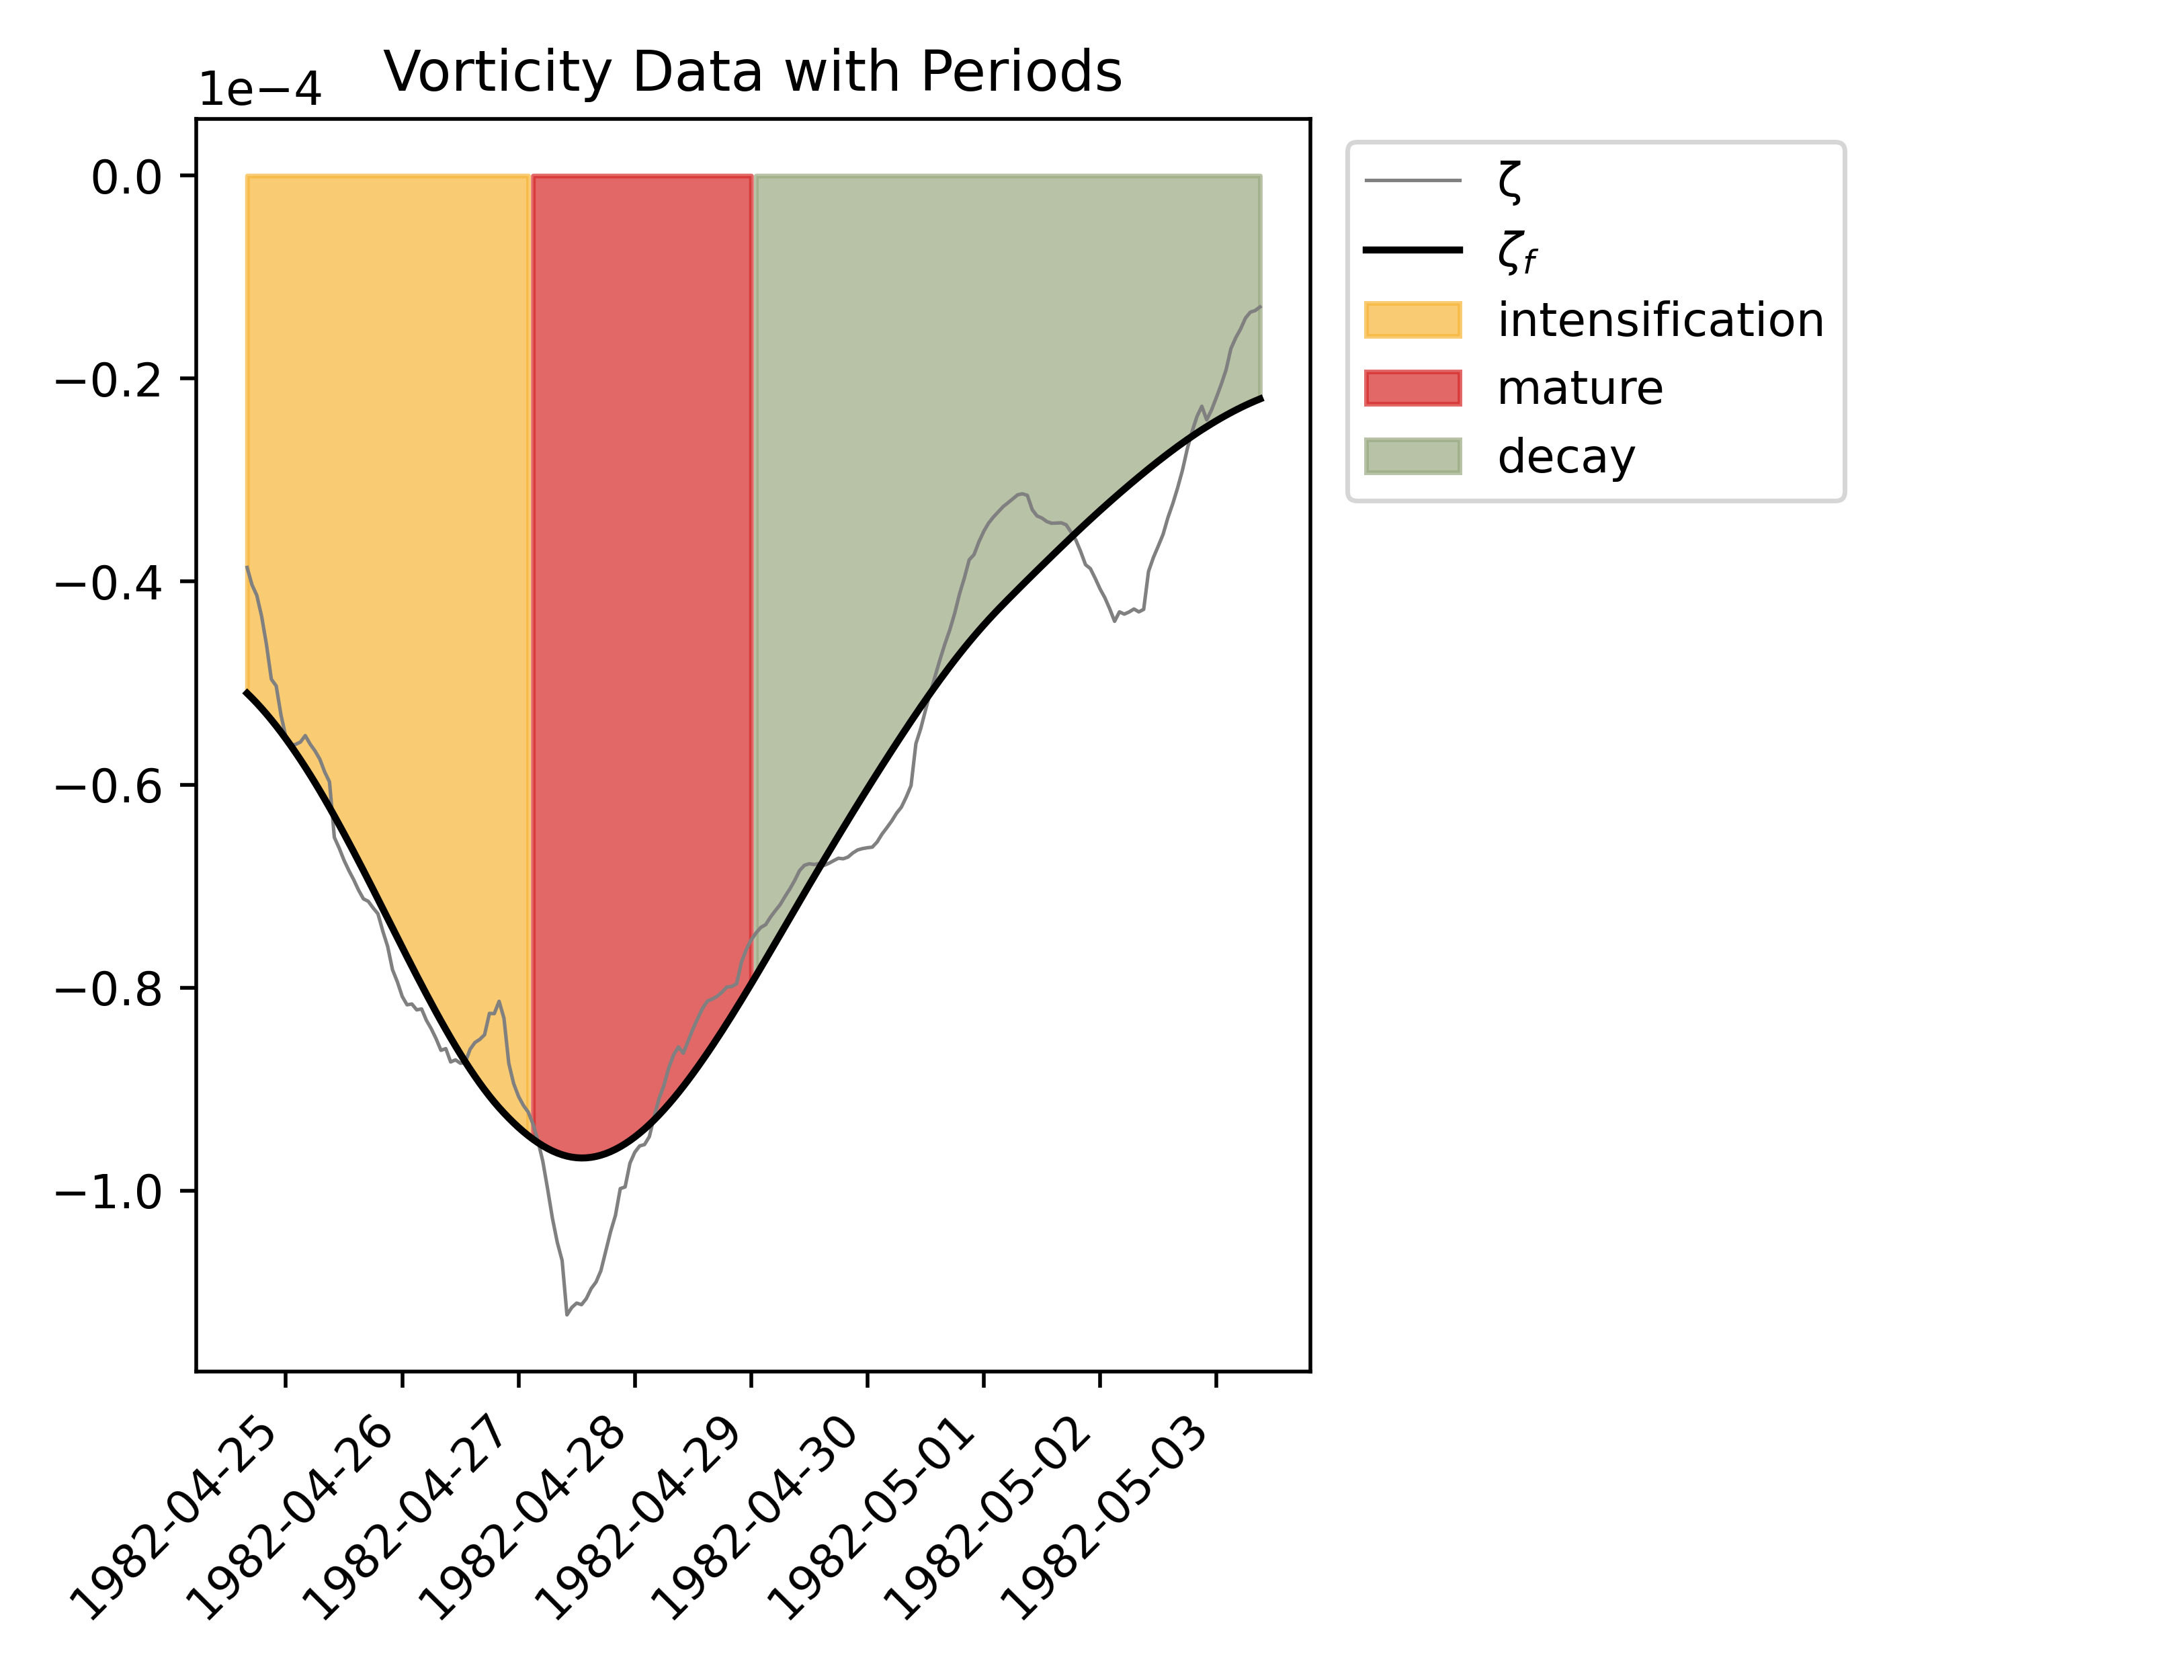 Vorticity Data with Periods
1e−4
0.0
−0.2
−0.4
−0.6
−0.8
−1.0
1982-04-25
1982-04-26
1982-04-27
1982-04-28
1982-04-29
1982-04-30
1982-05-01
1982-05-02
1982-05-03
ζ
ζf
intensification
mature
decay